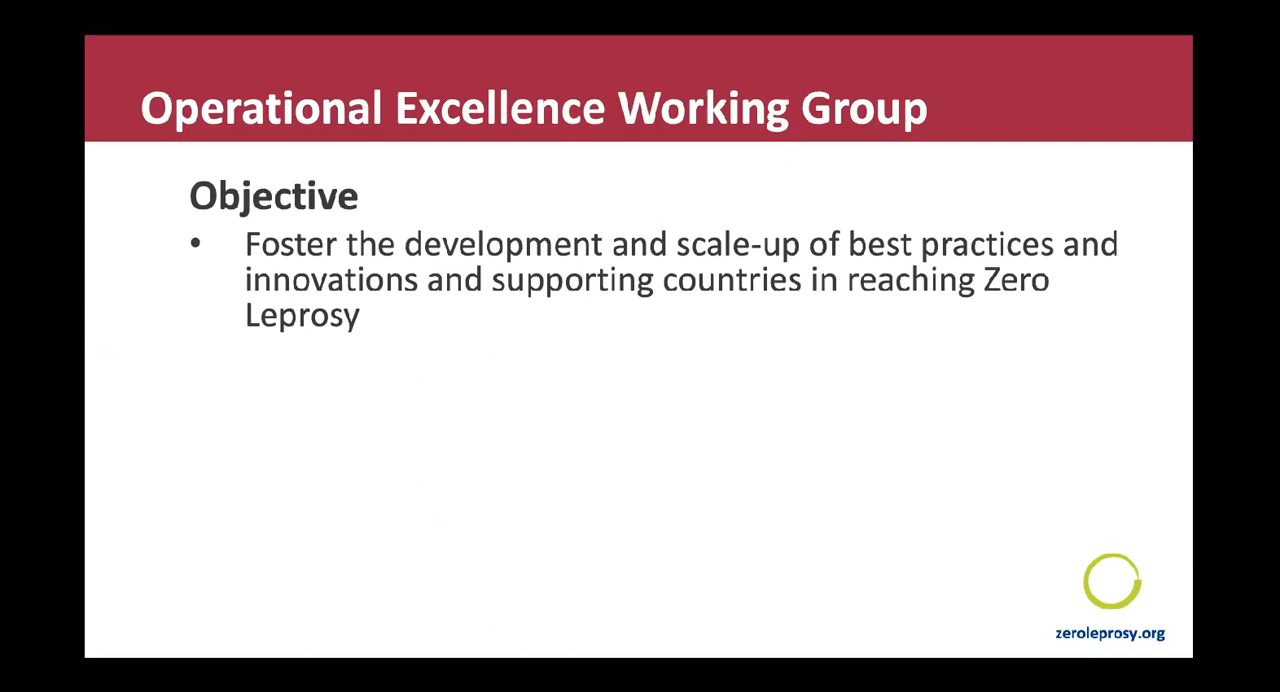 Operational Excellence Working Group
Objective
• Foster the development and scale-up of best practices and
innovations and supporting countries in reaching Zero
Leprosy
zeroleprosy.org